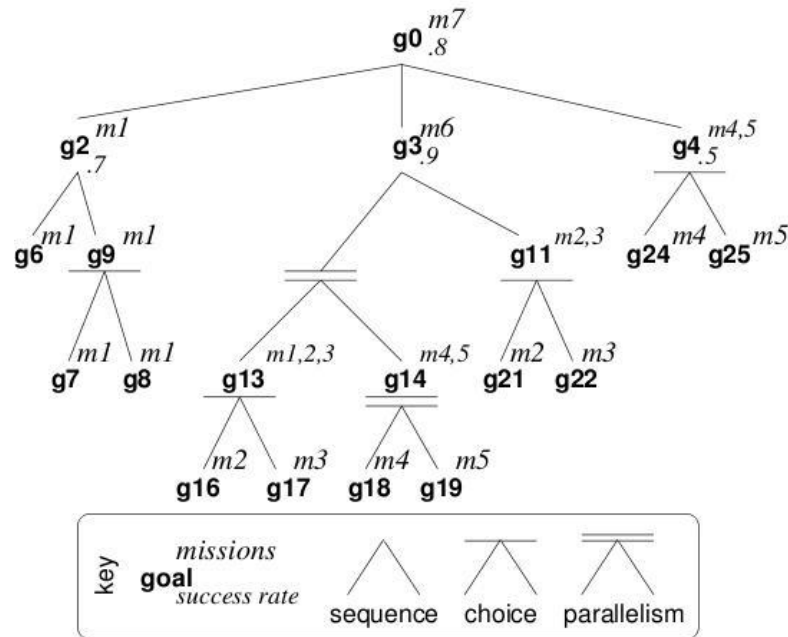 g0 m7 .8
g2 m1 .7 g3 m6 .9 g4 m4,5 .5
g6 m1 g9 m1 g11 m2,3 g24 m4 g25 m5
g7 m1 g8 m1 g13 m1,2,3 g14 m4,5 g21 m2 g22 m3
g16 m2 g17 m3 g18 m4 g19 m5
key
missions
goal
success rate
sequence choice parallelism